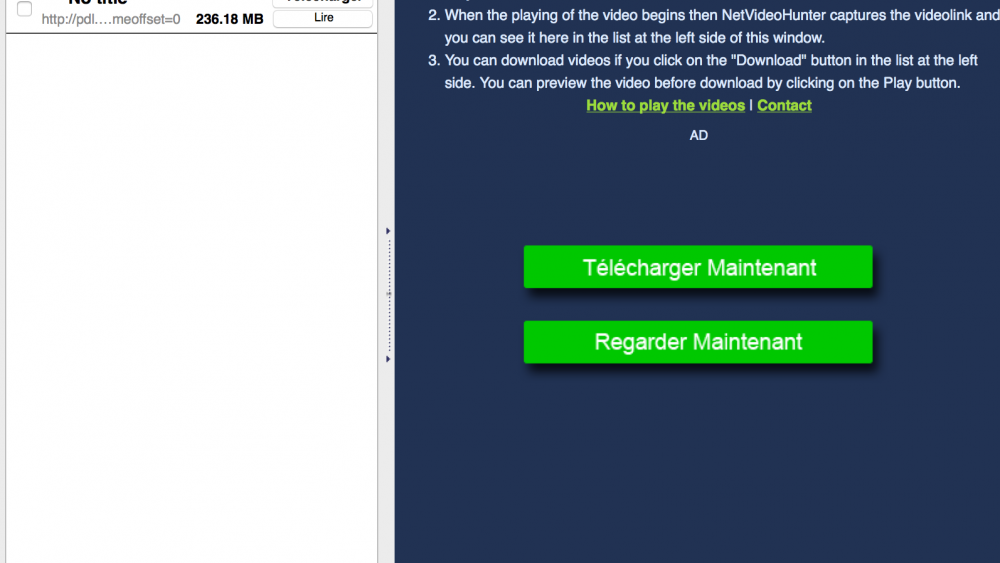 No title
Télécharger
http://pdl....meoffset=0 236.18 MB Lire
2. When the playing of the video begins then NetVideoHunter captures the videolink and
you can see it here in the list at the left side of this window.
3. You can download videos if you click on the "Download" button in the list at the left
side. You can preview the video before download by clicking on the Play button.
How to play the videos | Contact
AD
Télécharger Maintenant
Regarder Maintenant